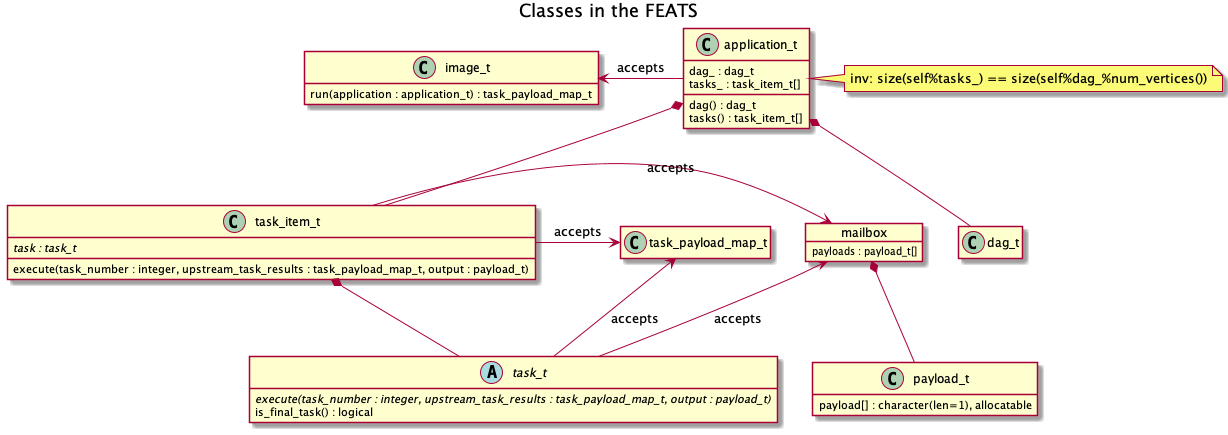 Classes in the FEATS
C application_t
dag_ : dag_t
tasks_ : task_item_t[]
dag() : dag_t
tasks() : task_item_t[]
inv: size(self%tasks_) == size(self%dag_%num_vertices())
accepts
C image_t
run(application : application_t) : task_payload_map_t
accepts
C task_item_t
task : task_t
execute(task_number : integer, upstream_task_results : task_payload_map_t, output : payload_t)
accepts
C task_payload_map_t
mailbox
payloads : payload_t[]
C dag_t
accepts
accepts
A task_t
execute(task_number : integer, upstream_task_results : task_payload_map_t, output : payload_t)
is_final_task() : logical
C payload_t
payload[] : character(len=1), allocatable